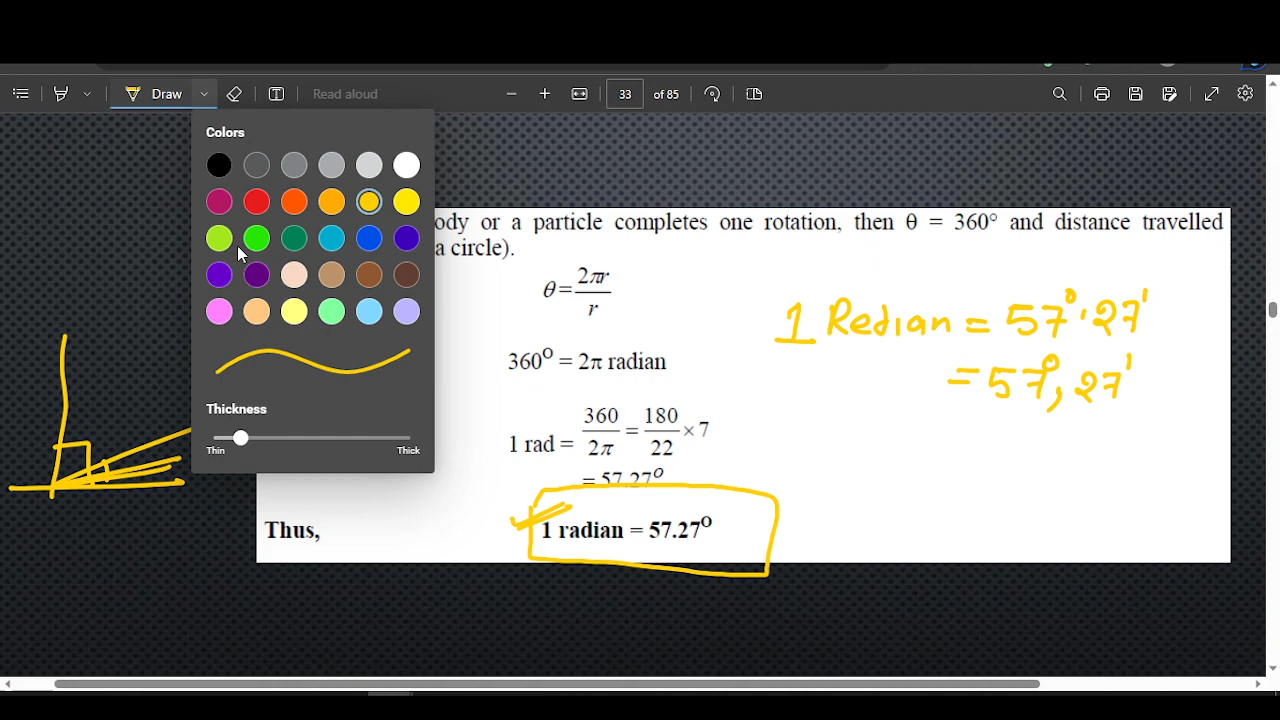 Draw
Read aloud
33 of 85
Colors
Thickness
Thin Thick
ody or a particle completes one rotation, then θ = 360° and distance travelled
a circle).
θ = 2πr / r
360° = 2π radian
1 rad = 360 / 2π = 180 / 22 × 7
= 57.27°
Thus, 1 radian = 57.27°
1 Redian = 57°·27'
= 57°, 27'